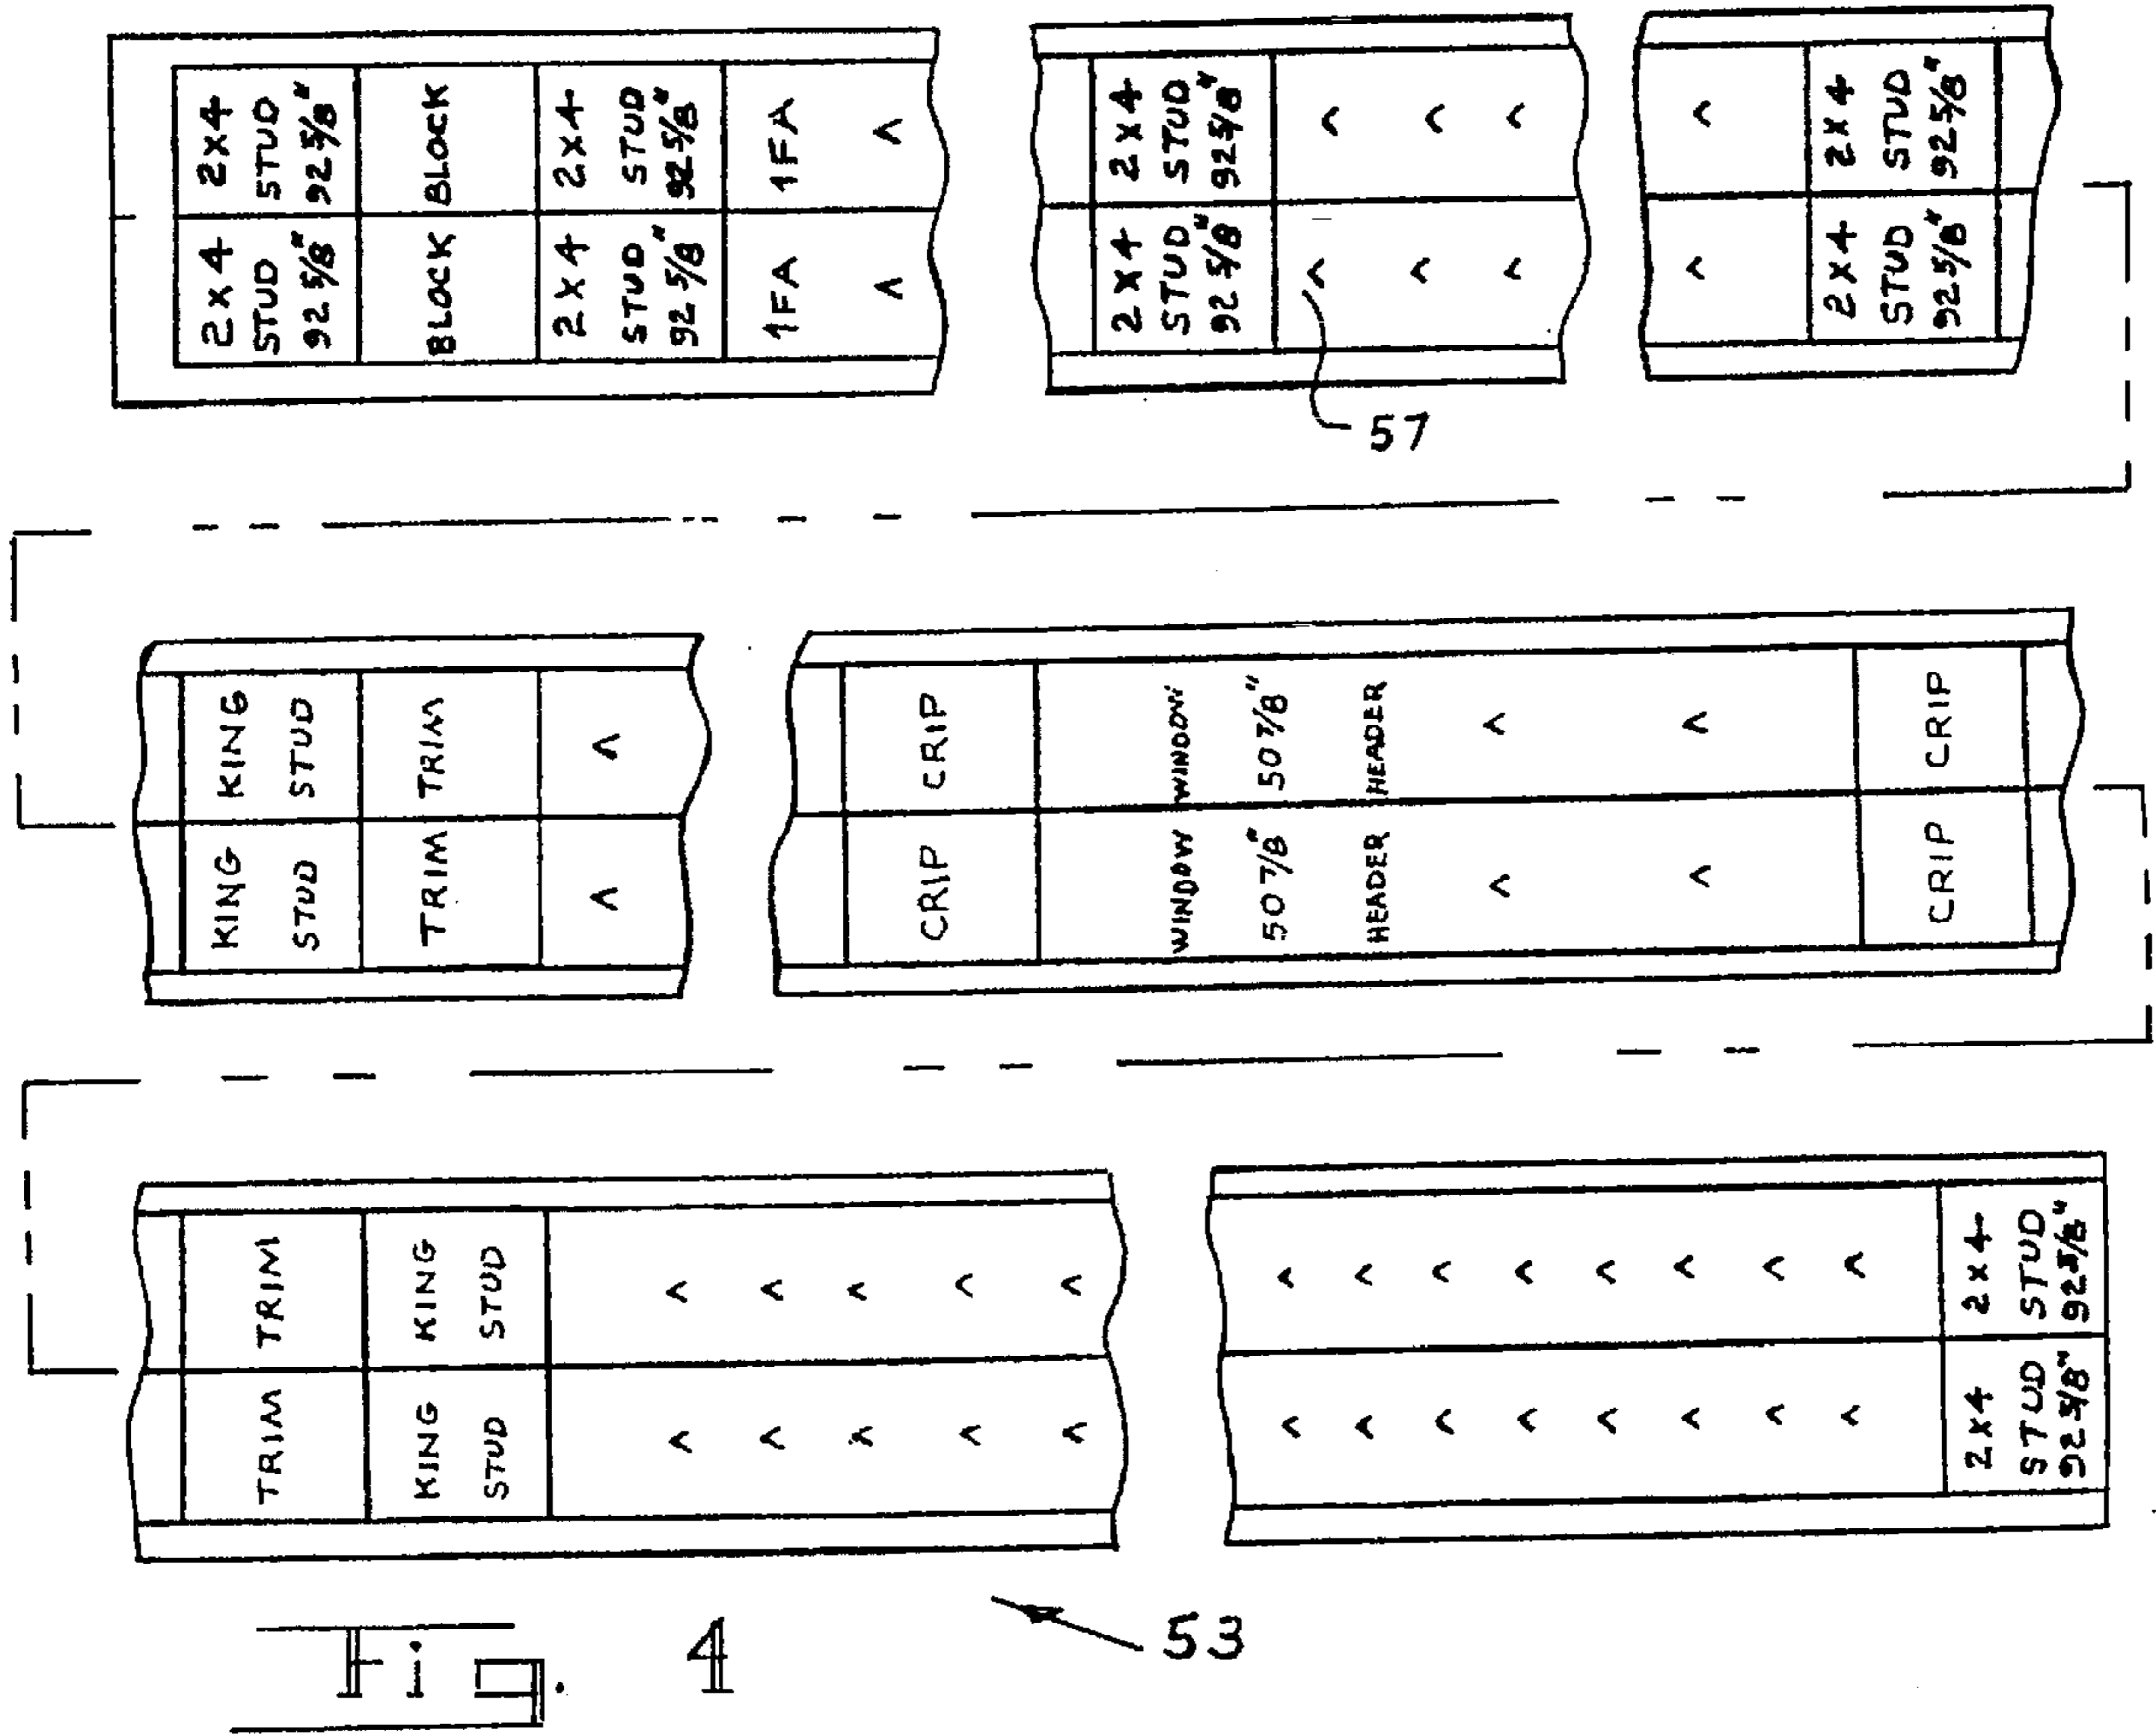 2x4 2x4
STUD STUD
92 5/8" 92 5/8"
BLOCK BLOCK
2x4 2x4
STUD STUD
92 5/8" 92 5/8"
1FA 1FA
< <
2x4 2x4
STUD STUD
92 5/8" 92 5/8"
< <
< <
< <
< <
2x4 2x4
STUD STUD
92 5/8" 92 5/8"
57
KING KING
STUD STUD
TRIM TRIM
< <
CRIP CRIP
WINDOW WINDOW
50 7/8" 50 7/8"
HEADER HEADER
< <
< <
CRIP CRIP
TRIM TRIM
KING KING
STUD STUD
< <
< <
< <
< <
< <
< <
< <
< <
< <
< <
< <
< <
< <
2x4 2x4
STUD STUD
92 5/8" 92 5/8"
53
Fig. 4